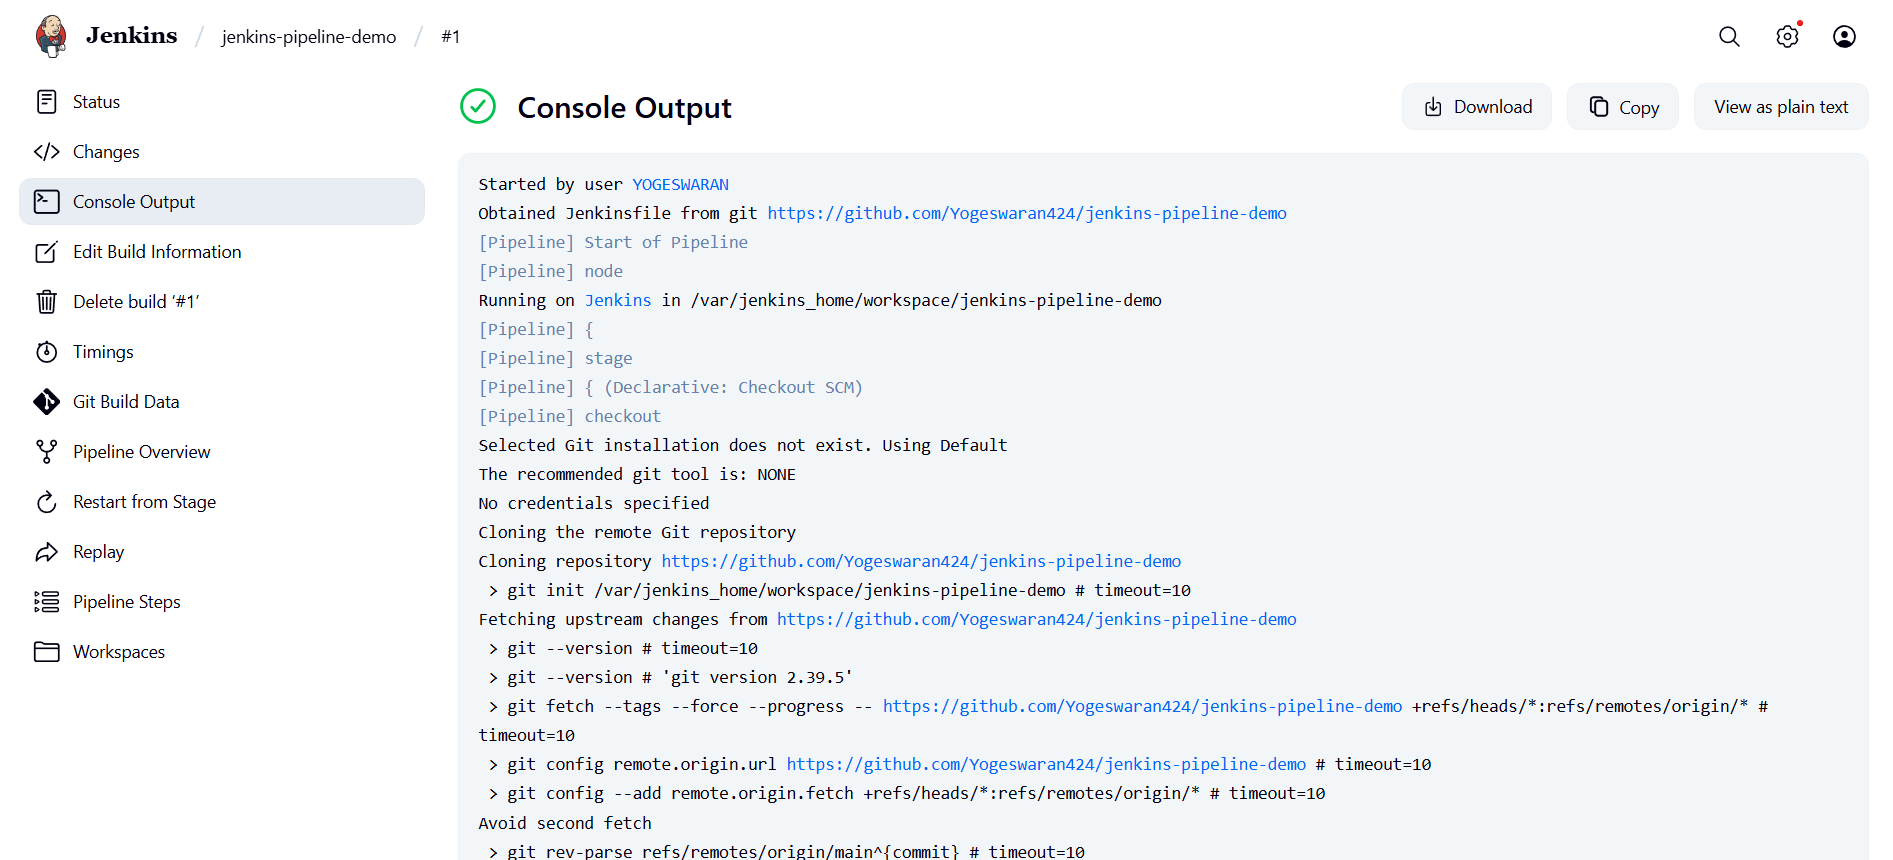 Jenkins / jenkins-pipeline-demo / #1
Status
Changes
Console Output
Edit Build Information
Delete build ‘#1’
Timings
Git Build Data
Pipeline Overview
Restart from Stage
Replay
Pipeline Steps
Workspaces
Console Output
Download
Copy
View as plain text
Started by user YOGESWARAN
Obtained Jenkinsfile from git https://github.com/Yogeswaran424/jenkins-pipeline-demo
[Pipeline] Start of Pipeline
[Pipeline] node
Running on Jenkins in /var/jenkins_home/workspace/jenkins-pipeline-demo
[Pipeline] {
[Pipeline] stage
[Pipeline] { (Declarative: Checkout SCM)
[Pipeline] checkout
Selected Git installation does not exist. Using Default
The recommended git tool is: NONE
No credentials specified
Cloning the remote Git repository
Cloning repository https://github.com/Yogeswaran424/jenkins-pipeline-demo
> git init /var/jenkins_home/workspace/jenkins-pipeline-demo # timeout=10
Fetching upstream changes from https://github.com/Yogeswaran424/jenkins-pipeline-demo
> git --version # timeout=10
> git --version # 'git version 2.39.5'
> git fetch --tags --force --progress -- https://github.com/Yogeswaran424/jenkins-pipeline-demo +refs/heads/*:refs/remotes/origin/* #
timeout=10
> git config remote.origin.url https://github.com/Yogeswaran424/jenkins-pipeline-demo # timeout=10
> git config --add remote.origin.fetch +refs/heads/*:refs/remotes/origin/* # timeout=10
Avoid second fetch
> git rev-parse refs/remotes/origin/main^{commit} # timeout=10